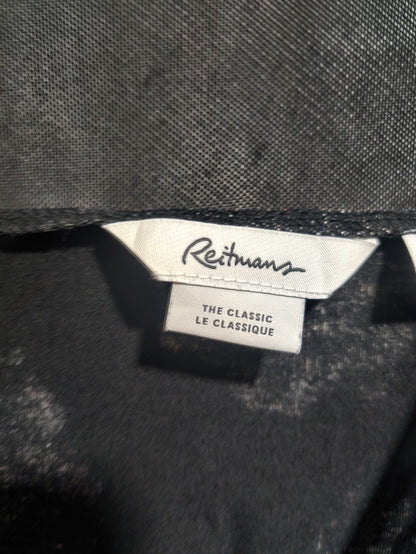 Reitmans
THE CLASSIC
LE CLASSIQUE